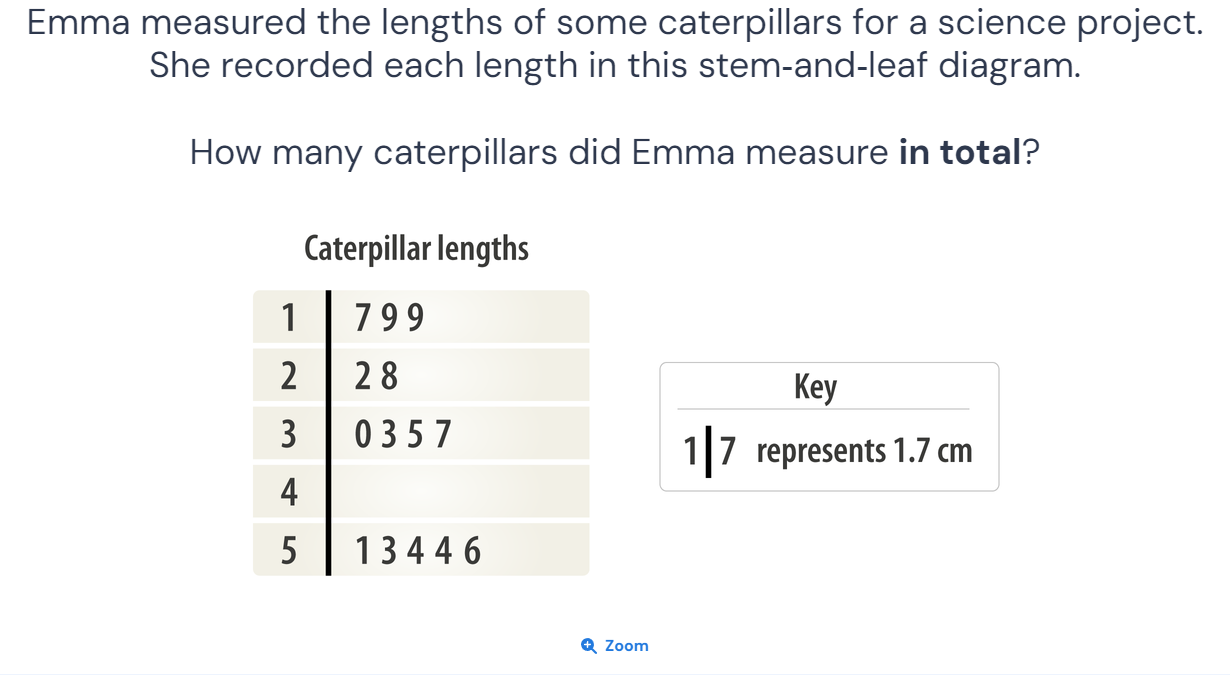 Emma measured the lengths of some caterpillars for a science project.
She recorded each length in this stem-and-leaf diagram.
How many caterpillars did Emma measure in total?
Caterpillar lengths
1 | 7 9 9
2 | 2 8
3 | 0 3 5 7
4 |
5 | 1 3 4 4 6
Key
1 | 7 represents 1.7 cm
Zoom